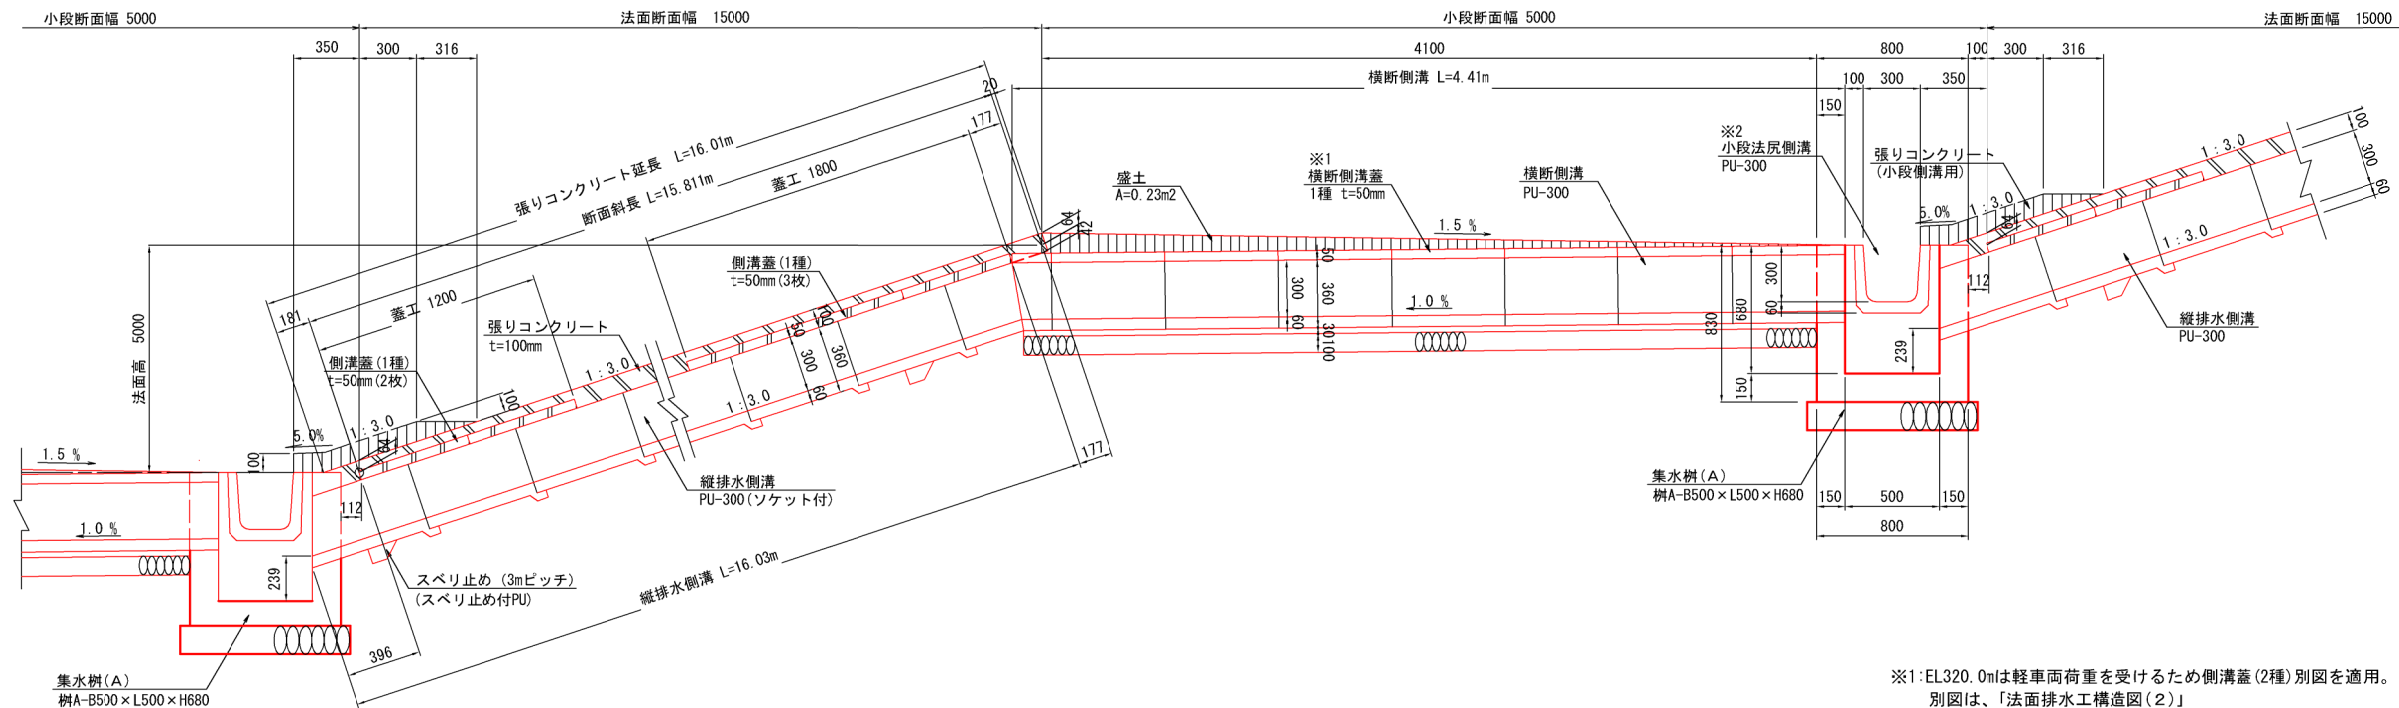 小段断面幅 5000
法面断面幅 15000
小段断面幅 5000
法面断面幅 15000
350
300
316
4100
800
100
300
316
横断側溝 L=4.41m
100
300
350
150
20
177
張りコンクリート延長 L=16.01m
断面斜長 L=15.811m
蓋工 1800
蓋工 1200
181
※2
小段法尻側溝
PU-300
張りコンクリート
(小段側溝用)
1:3.0
100
300
60
※1
横断側溝蓋
1種 t=50mm
横断側溝
PU-300
盛土
A=0.23m2
64
42
1.5 %
5.0%
1:3.0
64
1:3.0
112
側溝蓋(1種)
t=50mm(3枚)
法面高 5000
張りコンクリート
t=100mm
側溝蓋(1種)
t=50mm(2枚)
1:3.0
50
100
300
360
60
1:3.0
50
300
360
60
30
100
1.0 %
830
680
300
60
239
150
縦排水側溝
PU-300
100
1:3.0
5.0%
64
100
1.5 %
1.0 %
112
239
177
縦排水側溝
PU-300(ソケット付)
スベリ止め (3mピッチ)
(スベリ止め付PU)
縦排水側溝 L=16.03m
396
集水桝(A)
桝A-B500×L500×H680
集水桝(A)
桝A-B500×L500×H680
150
500
150
800
※1:EL320.0mは軽車両荷重を受けるため側溝蓋(2種)別図を適用。
別図は、「法面排水工構造図(2)」